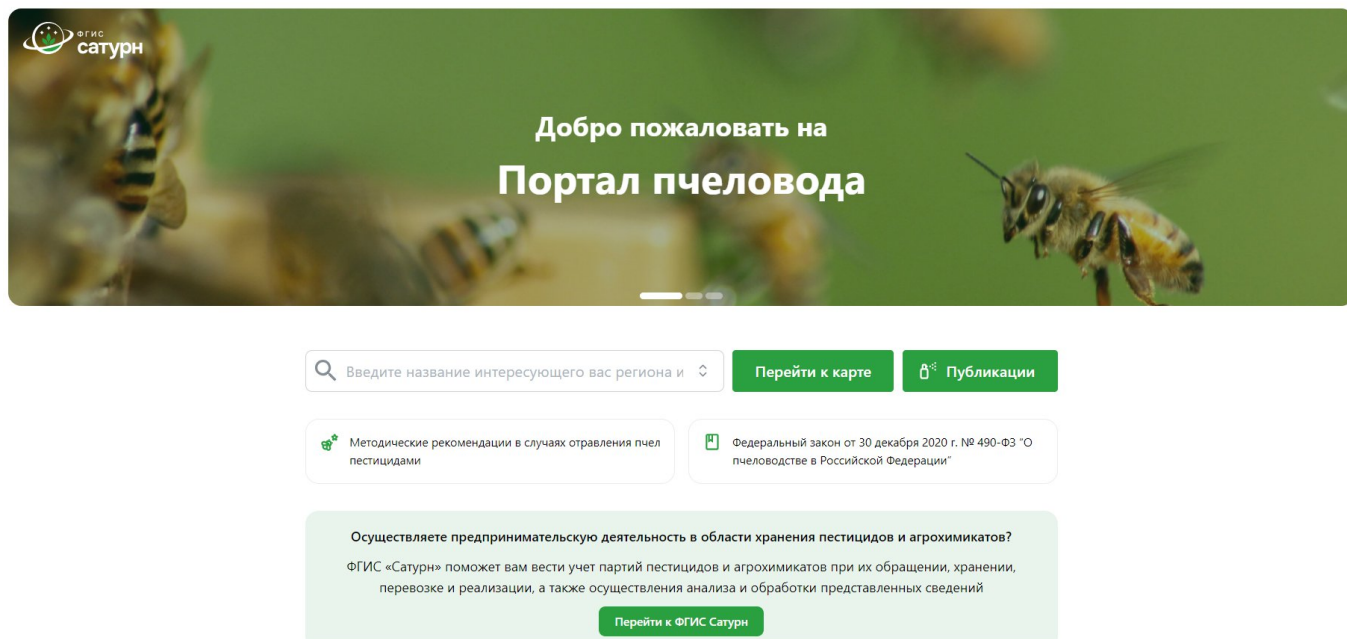 ФГИС
сатурн
Добро пожаловать на
Портал пчеловода
Введите название интересующего вас региона и
Перейти к карте
Публикации
Методические рекомендации в случаях отравления пчел
пестицидами
Федеральный закон от 30 декабря 2020 г. № 490-ФЗ “О
пчеловодстве в Российской Федерации”
Осуществляете предпринимательскую деятельность в области хранения пестицидов и агрохимикатов?
ФГИС «Сатурн» поможет вам вести учет партий пестицидов и агрохимикатов при их обращении, хранении,
перевозке и реализации, а также осуществления анализа и обработки представленных сведений
Перейти к ФГИС Сатурн